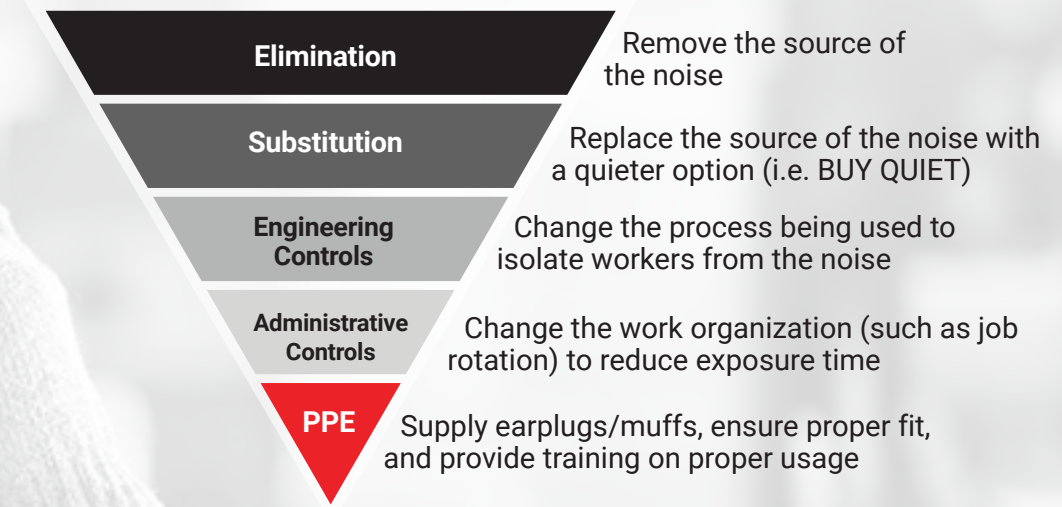 Elimination
Remove the source of
the noise
Substitution
Replace the source of the noise with
a quieter option (i.e. BUY QUIET)
Engineering
Controls
Change the process being used to
isolate workers from the noise
Administrative
Controls
Change the work organization (such as job
rotation) to reduce exposure time
PPE
Supply earplugs/muffs, ensure proper fit,
and provide training on proper usage